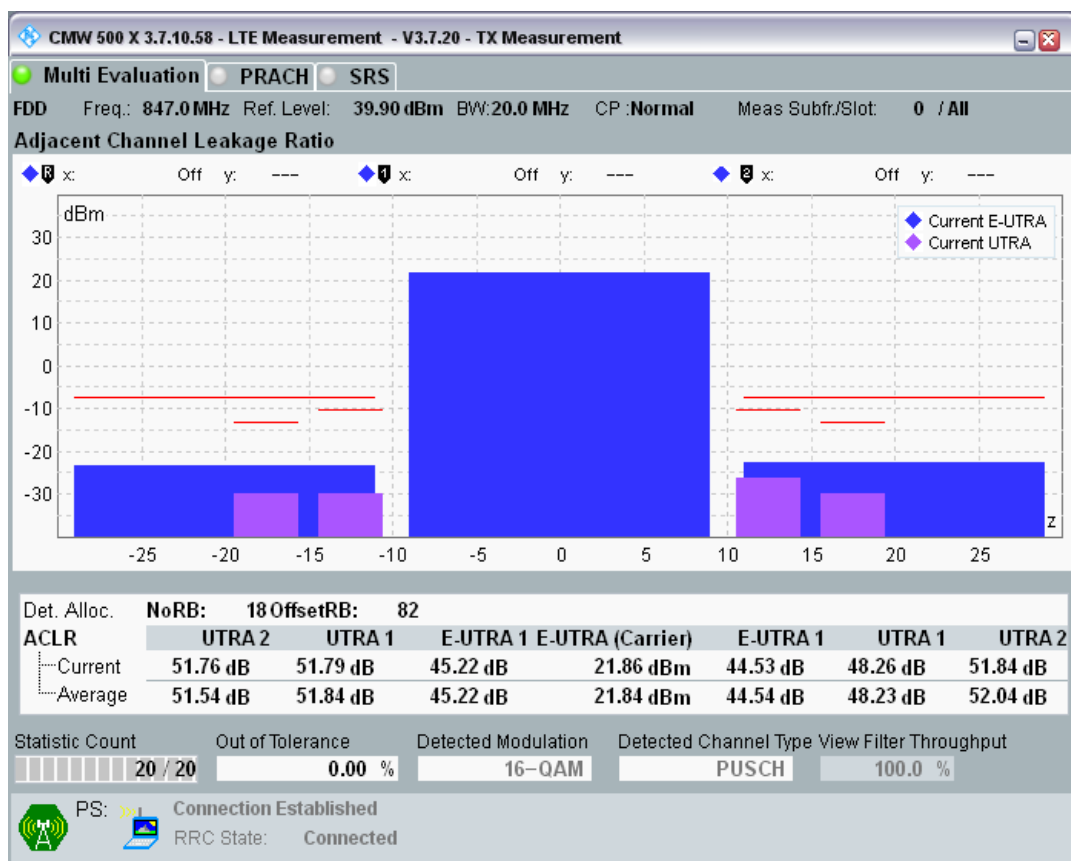 CMW 500 X 3.7.10.58 - LTE Measurement - V3.7.20 - TX Measurement
Multi Evaluation PRACH SRS
FDD Freq.: 847.0 MHz Ref. Level: 39.90 dBm BW:20.0 MHz CP :Normal Meas Subfr./Slot: 0 / All
Adjacent Channel Leakage Ratio
R x: Off y: --- 1 x: Off y: --- 2 x: Off y: ---
dBm
Current E-UTRA
Current UTRA
30
20
10
0
-10
-20
-30
z
-25 -20 -15 -10 -5 0 5 10 15 20 25
Det. Alloc. NoRB: 18 OffsetRB: 82
ACLR UTRA 2 UTRA 1 E-UTRA 1 E-UTRA (Carrier) E-UTRA 1 UTRA 1 UTRA 2
Current 51.76 dB 51.79 dB 45.22 dB 21.86 dBm 44.53 dB 48.26 dB 51.84 dB
Average 51.54 dB 51.84 dB 45.22 dB 21.84 dBm 44.54 dB 48.23 dB 52.04 dB
Statistic Count Out of Tolerance Detected Modulation Detected Channel Type View Filter Throughput
20 / 20 0.00 % 16-QAM PUSCH 100.0 %
PS: Connection Established
RRC State: Connected